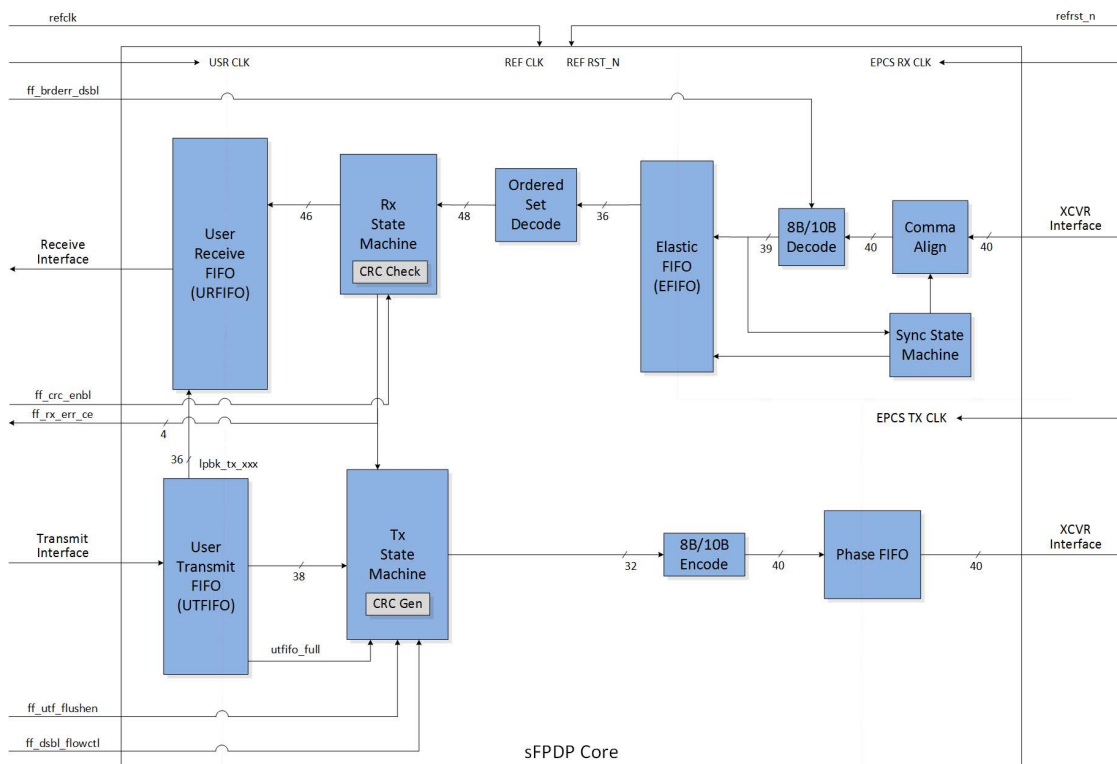 refclk
refrst_n
USR CLK
REF CLK
REF RST_N
EPCS RX CLK
ff_brderr_dsbl
User
Receive
FIFO
(URFIFO)
46
Rx
State
Machine
CRC Check
48
Ordered
Set
Decode
36
Elastic
FIFO
(EFIFO)
39
8B/10B
Decode
40
Comma
Align
40
XCVR
Interface
Receive
Interface
Sync State
Machine
ff_crc_enbl
ff_rx_err_ce
4
EPCS TX CLK
36
lpbk_tx_xxx
Transmit
Interface
User
Transmit
FIFO
(UTFIFO)
38
Tx
State
Machine
CRC Gen
32
8B/10B
Encode
40
Phase FIFO
40
XCVR
Interface
utfifo_full
ff_utf_flushen
ff_dsbl_flowctl
sFPDP Core